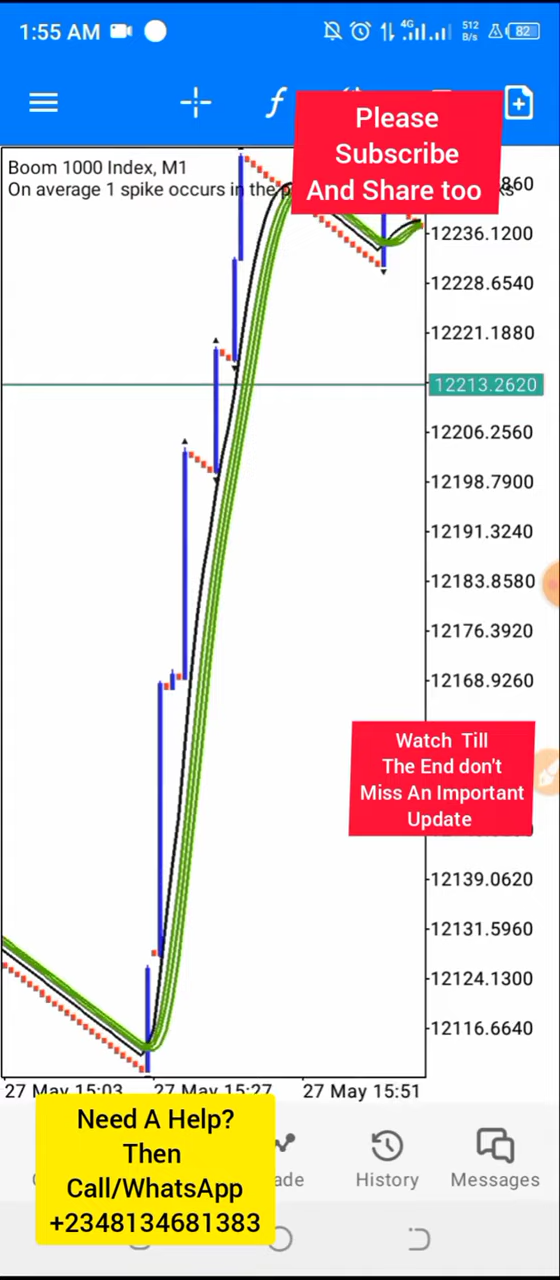 1:55 AM
4G
512
B/s
82
f
Please
Subscribe
And Share too
Boom 1000 Index, M1
On average 1 spike occurs in the p
860
12236.1200
12228.6540
12221.1880
12213.2620
12206.2560
12198.7900
12191.3240
12183.8580
12176.3920
12168.9260
Watch Till
The End don't
Miss An Important
Update
12139.0620
12131.5960
12124.1300
12116.6640
27 May 15:03
27 May 15:27
27 May 15:51
Need A Help?
Then
Call/WhatsApp
+2348134681383
ade
History
Messages